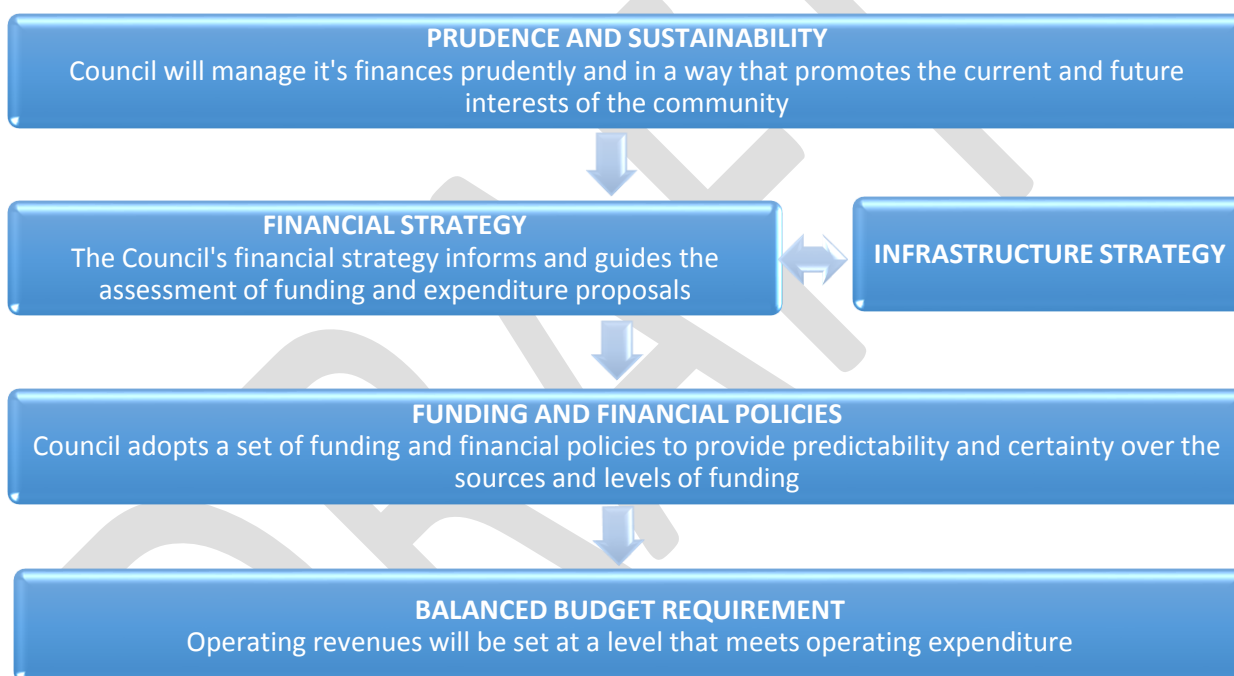 PRUDENCE AND SUSTAINABILITY
Council will manage it's finances prudently and in a way that promotes the current and future
interests of the community
FINANCIAL STRATEGY
The Council's financial strategy informs and guides the
assessment of funding and expenditure proposals
INFRASTRUCTURE STRATEGY
FUNDING AND FINANCIAL POLICIES
Council adopts a set of funding and financial policies to provide predictability and certainty over the
sources and levels of funding
BALANCED BUDGET REQUIREMENT
Operating revenues will be set at a level that meets operating expenditure
DRAFT